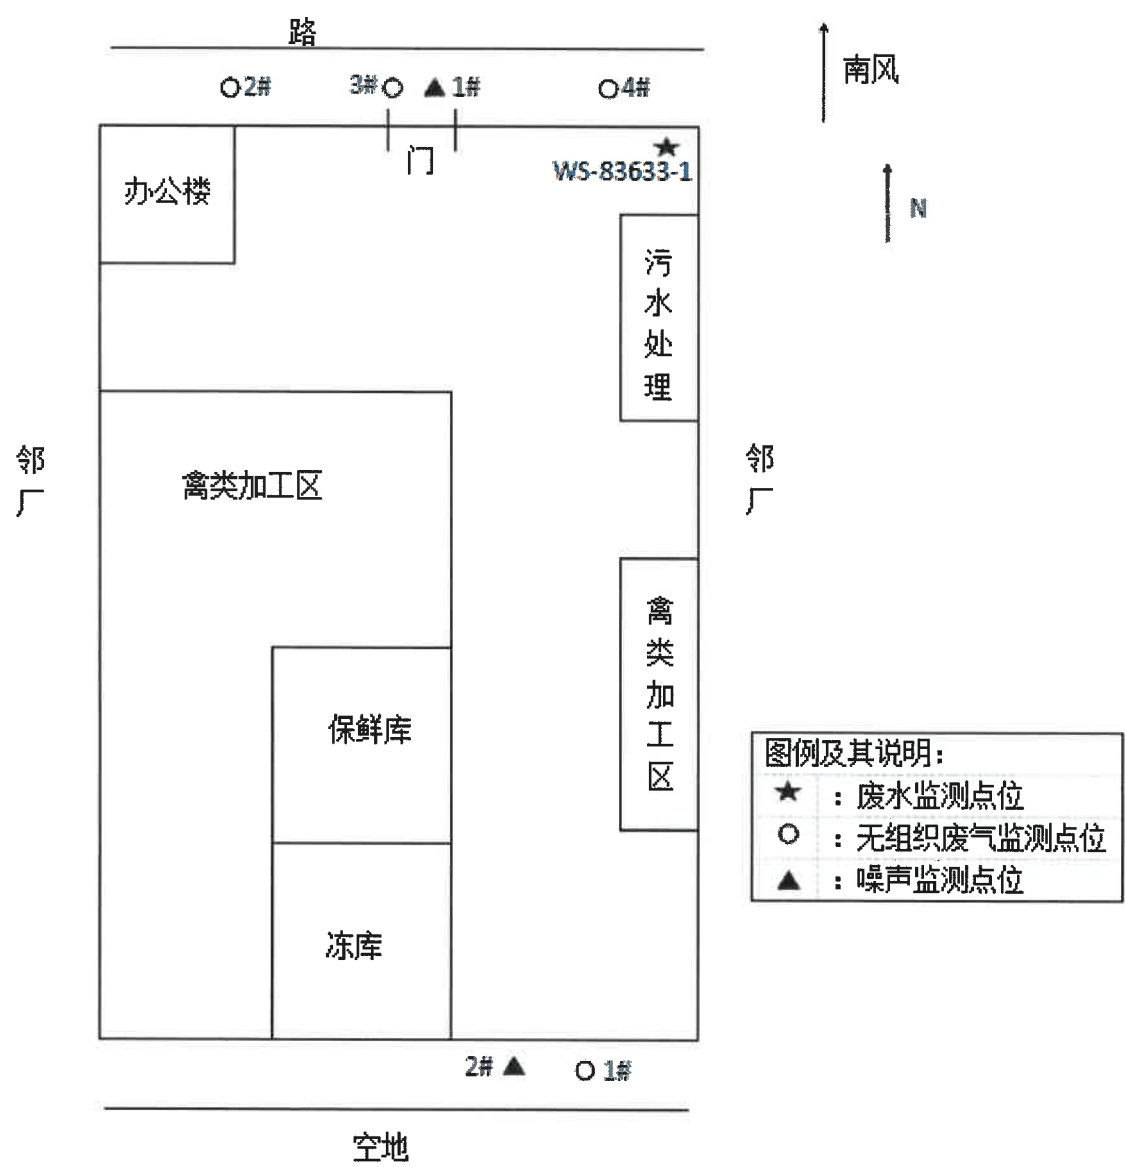 路
2#
3#
1#
4#
南风
门
WS-83633-1
办公楼
N
污水处理
邻厂
禽类加工区
邻厂
禽类加工区
保鲜库
图例及其说明：
★ ：废水监测点位
○ ：无组织废气监测点位
▲ ：噪声监测点位
冻库
2#
1#
空地